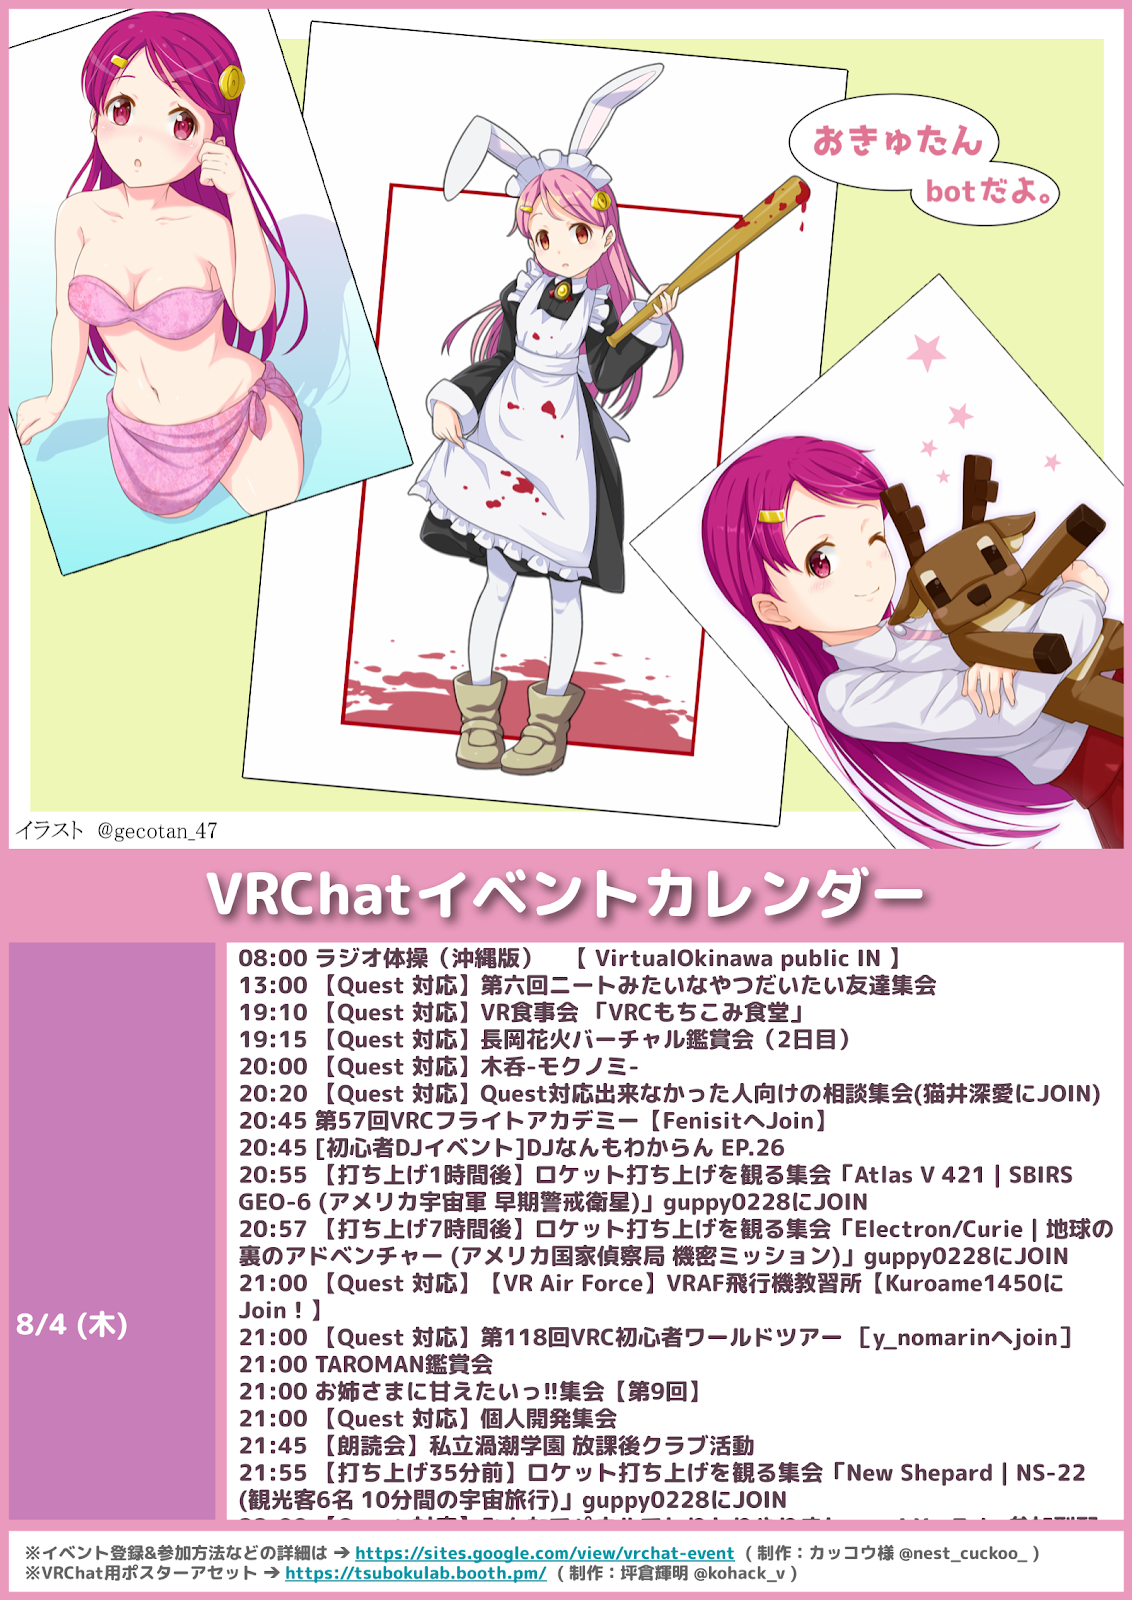 おきゅたん
botだよ。
イラスト @gecotan_47
VRChatイベントカレンダー
8/4 (木)
08:00 ラジオ体操（沖縄版） 【 VirtualOkinawa public IN 】
13:00 【Quest 対応】第六回ニートみたいなやつだいたい友達集会
19:10 【Quest 対応】VR食事会 「VRCもちこみ食堂」
19:15 【Quest 対応】長岡花火バーチャル鑑賞会（2日目）
20:00 【Quest 対応】木呑-モクノミ-
20:20 【Quest 対応】Quest対応出来なかった人向けの相談集会(猫井深愛にJOIN)
20:45 第57回VRCフライトアカデミー【FenisitへJoin】
20:45 [初心者DJイベント]DJなんもわからん EP.26
20:55 【打ち上げ1時間後】ロケット打ち上げを観る集会「Atlas V 421 | SBIRS
GEO-6 (アメリカ宇宙軍 早期警戒衛星)」guppy0228にJOIN
20:57 【打ち上げ7時間後】ロケット打ち上げを観る集会「Electron/Curie | 地球の
裏のアドベンチャー (アメリカ国家偵察局 機密ミッション)」guppy0228にJOIN
21:00 【Quest 対応】【VR Air Force】VRAF飛行機教習所【Kuroame1450に
Join！】
21:00 【Quest 対応】第118回VRC初心者ワールドツアー ［y_nomarinへjoin］
21:00 TAROMAN鑑賞会
21:00 お姉さまに甘えたいっ!!集会【第9回】
21:00 【Quest 対応】個人開発集会
21:45 【朗読会】私立渦潮学園 放課後クラブ活動
21:55 【打ち上げ35分前】ロケット打ち上げを観る集会「New Shepard | NS-22
(観光客6名 10分間の宇宙旅行)」guppy0228にJOIN
※イベント登録&参加方法などの詳細は → https://sites.google.com/view/vrchat-event ( 制作：カッコウ様 @nest_cuckoo_ )
※VRChat用ポスターアセット → https://tsubokulab.booth.pm/ ( 制作：坪倉輝明 @kohack_v )